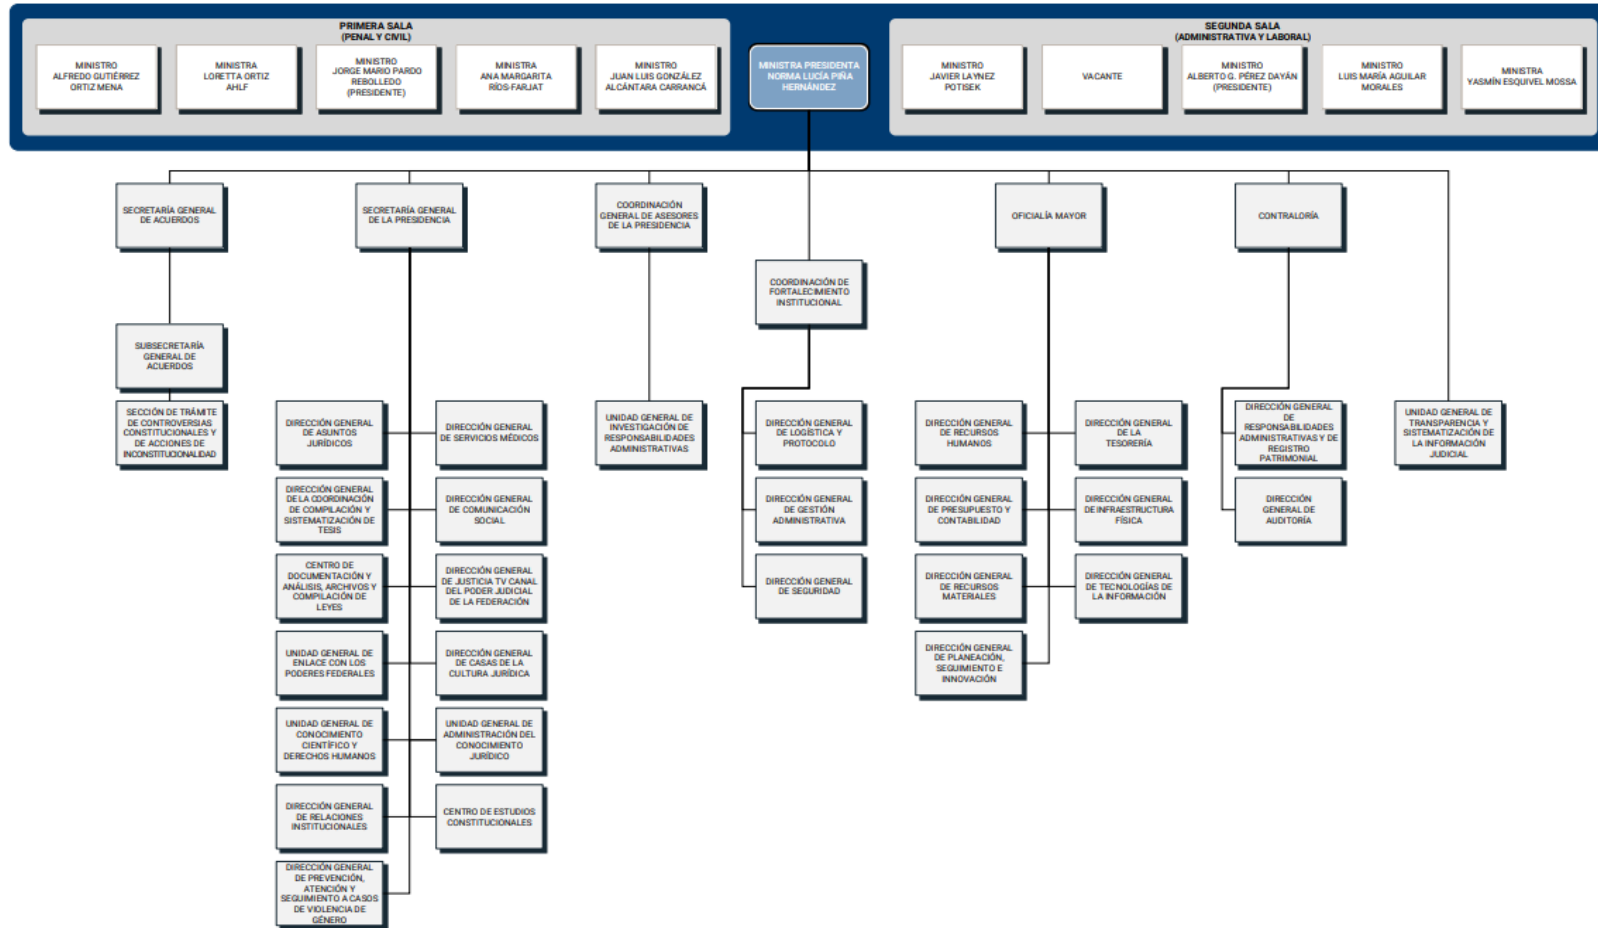 PRIMERA SALA
(PENAL Y CIVIL)
MINISTRO
ALFREDO GUTIÉRREZ
ORTIZ MENA
MINISTRA
LORETTA ORTIZ
AHLF
MINISTRO
JORGE MARIO PARDO
REBOLLEDO
(PRESIDENTE)
MINISTRA
ANA MARGARITA
RÍOS-FARJAT
MINISTRO
JUAN LUIS GONZÁLEZ
ALCÁNTARA CARRANCÁ
MINISTRA PRESIDENTA
NORMA LUCÍA PIÑA
HERNÁNDEZ
SEGUNDA SALA
(ADMINISTRATIVA Y LABORAL)
MINISTRO
JAVIER LAYNEZ
POTISEK
VACANTE
MINISTRO
ALBERTO G. PÉREZ DAYÁN
(PRESIDENTE)
MINISTRO
LUIS MARÍA AGUILAR
MORALES
MINISTRA
YASMÍN ESQUIVEL MOSSA
SECRETARÍA GENERAL
DE ACUERDOS
SECRETARÍA GENERAL
DE LA PRESIDENCIA
COORDINACIÓN
GENERAL DE ASESORES
DE LA PRESIDENCIA
OFICIALÍA MAYOR
CONTRALORÍA
COORDINACIÓN DE
FORTALECIMIENTO
INSTITUCIONAL
SUBSECRETARÍA
GENERAL DE
ACUERDOS
SECCIÓN DE TRÁMITE
DE CONTROVERSIAS
CONSTITUCIONALES Y
DE ACCIONES DE
INCONSTITUCIONALIDAD
DIRECCIÓN GENERAL
DE ASUNTOS
JURÍDICOS
DIRECCIÓN GENERAL
DE SERVICIOS MÉDICOS
UNIDAD GENERAL DE
INVESTIGACIÓN DE
RESPONSABILIDADES
ADMINISTRATIVAS
DIRECCIÓN GENERAL
DE LOGÍSTICA Y
PROTOCOLO
DIRECCIÓN GENERAL
DE RECURSOS
HUMANOS
DIRECCIÓN GENERAL
DE LA
TESORERÍA
DIRECCIÓN GENERAL
DE
RESPONSABILIDADES
ADMINISTRATIVAS Y DE
REGISTRO
PATRIMONIAL
UNIDAD GENERAL DE
TRANSPARENCIA Y
SISTEMATIZACIÓN DE
LA INFORMACIÓN
JUDICIAL
DIRECCIÓN GENERAL
DE LA COORDINACIÓN
DE COMPILACIÓN Y
SISTEMATIZACIÓN DE
TESIS
DIRECCIÓN GENERAL
DE COMUNICACIÓN
SOCIAL
DIRECCIÓN GENERAL
DE GESTIÓN
ADMINISTRATIVA
DIRECCIÓN GENERAL
DE PRESUPUESTO Y
CONTABILIDAD
DIRECCIÓN GENERAL
DE INFRAESTRUCTURA
FÍSICA
DIRECCIÓN
GENERAL DE
AUDITORÍA
CENTRO DE
DOCUMENTACIÓN Y
ANÁLISIS, ARCHIVOS Y
COMPILACIÓN DE
LEYES
DIRECCIÓN GENERAL
DE JUSTICIA TV CANAL
DEL PODER JUDICIAL
DE LA FEDERACIÓN
DIRECCIÓN GENERAL
DE SEGURIDAD
DIRECCIÓN GENERAL
DE RECURSOS
MATERIALES
DIRECCIÓN GENERAL
DE TECNOLOGÍAS DE
LA INFORMACIÓN
UNIDAD GENERAL DE
ENLACE CON LOS
PODERES FEDERALES
DIRECCIÓN GENERAL
DE CASAS DE LA
CULTURA JURÍDICA
DIRECCIÓN GENERAL
DE PLANEACIÓN,
SEGUIMIENTO E
INNOVACIÓN
UNIDAD GENERAL DE
CONOCIMIENTO
CIENTÍFICO Y
DERECHOS HUMANOS
UNIDAD GENERAL DE
ADMINISTRACIÓN DEL
CONOCIMIENTO
JURÍDICO
DIRECCIÓN GENERAL
DE RELACIONES
INSTITUCIONALES
CENTRO DE ESTUDIOS
CONSTITUCIONALES
DIRECCIÓN GENERAL
DE PREVENCIÓN,
ATENCIÓN Y
SEGUIMIENTO A CASOS
DE VIOLENCIA DE
GÉNERO